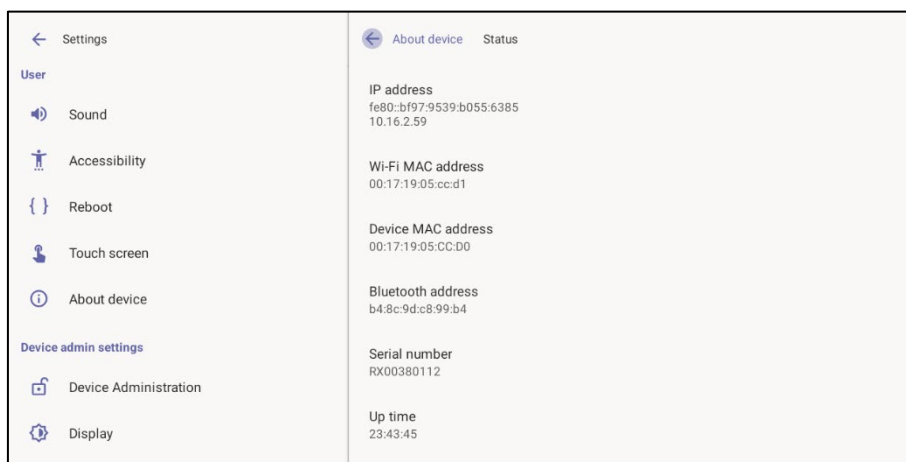 Settings
User
Sound
Accessibility
Reboot
Touch screen
About device
Device admin settings
Device Administration
Display
About device Status
IP address
fe80::bf97:9539:b055:6385
10.16.2.59
Wi-Fi MAC address
00:17:19:05:cc:d1
Device MAC address
00:17:19:05:CC:D0
Bluetooth address
b4:8c:9d:c8:99:b4
Serial number
RX00380112
Up time
23:43:45